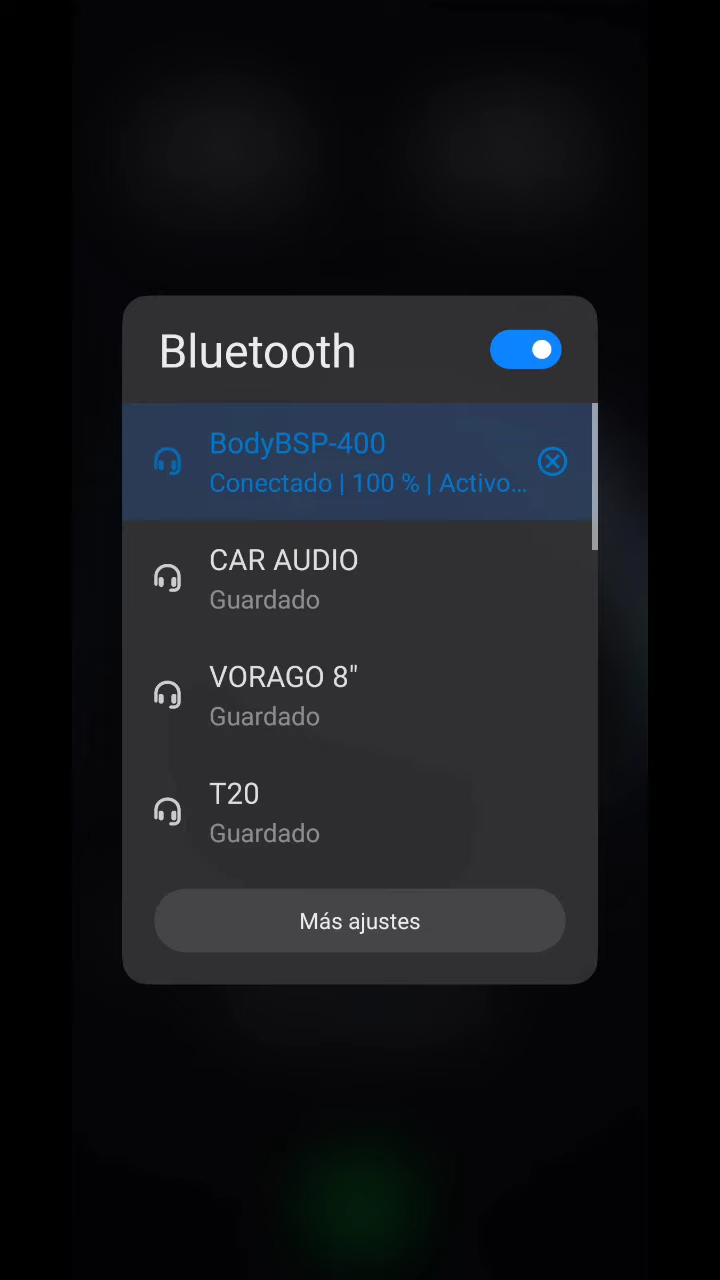 Bluetooth
BodyBSP-400
Conectado | 100 % | Activo...
CAR AUDIO
Guardado
VORAGO 8"
Guardado
T20
Guardado
Más ajustes